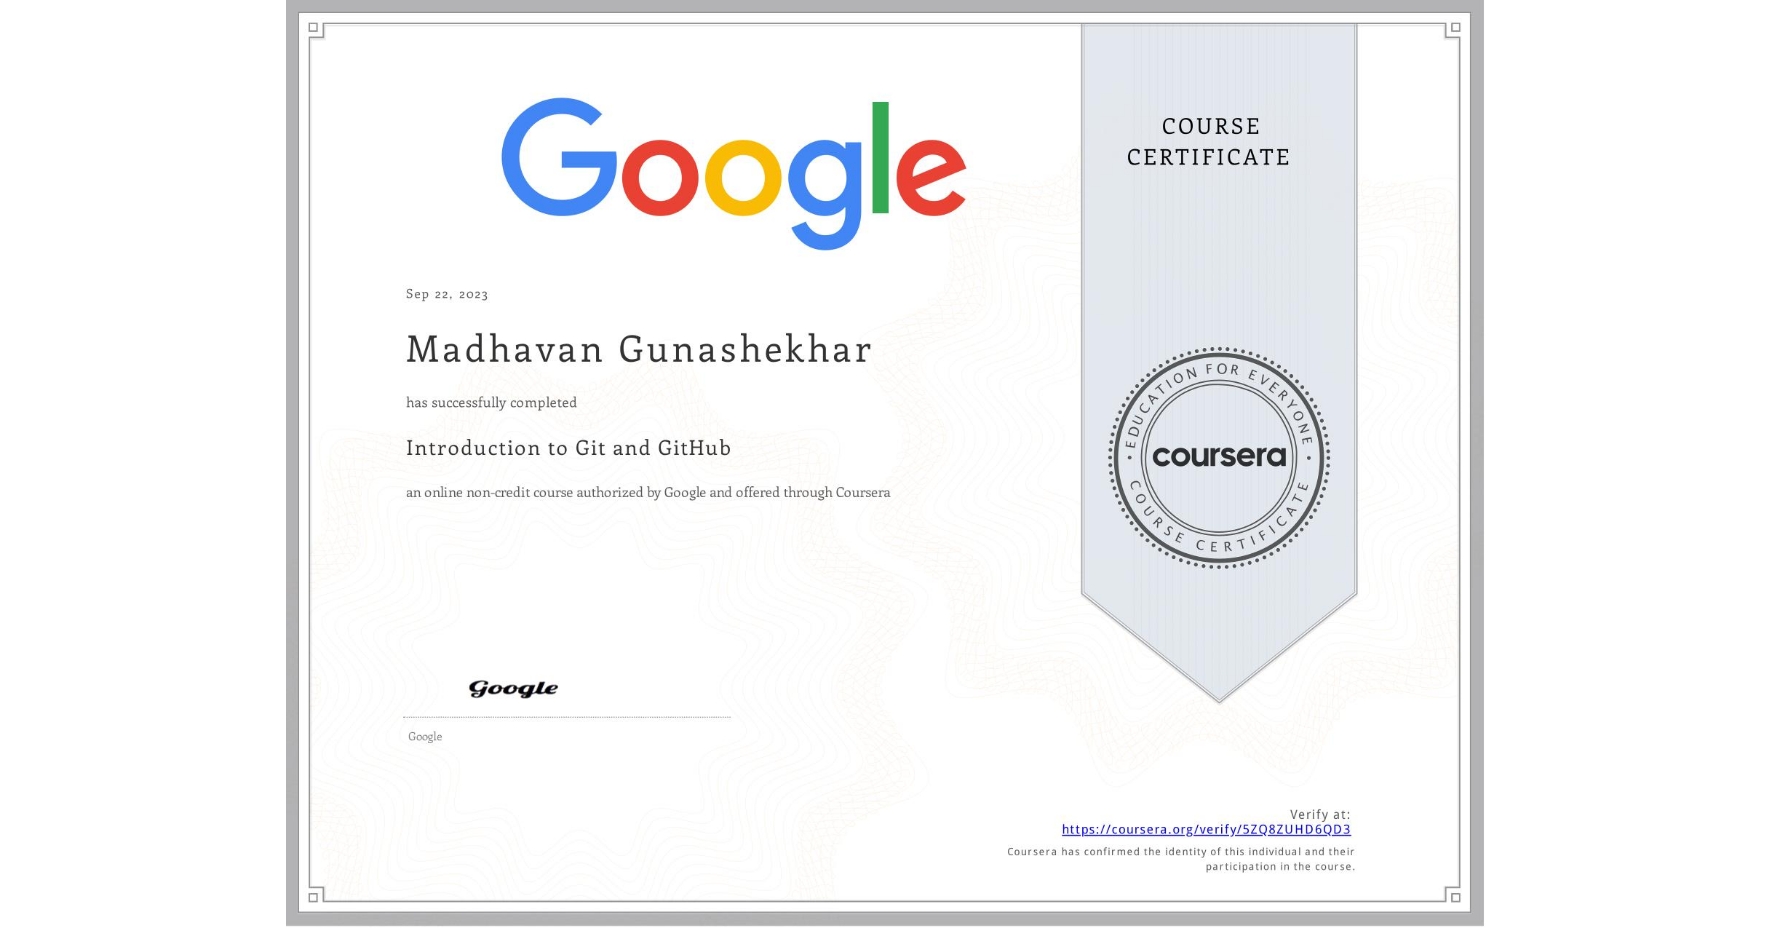 Google
COURSE
CERTIFICATE
Sep 22, 2023
Madhavan Gunashekhar
has successfully completed
Introduction to Git and GitHub
an online non-credit course authorized by Google and offered through Coursera
EDUCATION FOR EVERYONE
coursera
COURSE CERTIFICATE
Google
Google
Verify at:
https://coursera.org/verify/5ZQ8ZUHD6QD3
Coursera has confirmed the identity of this individual and their
participation in the course.